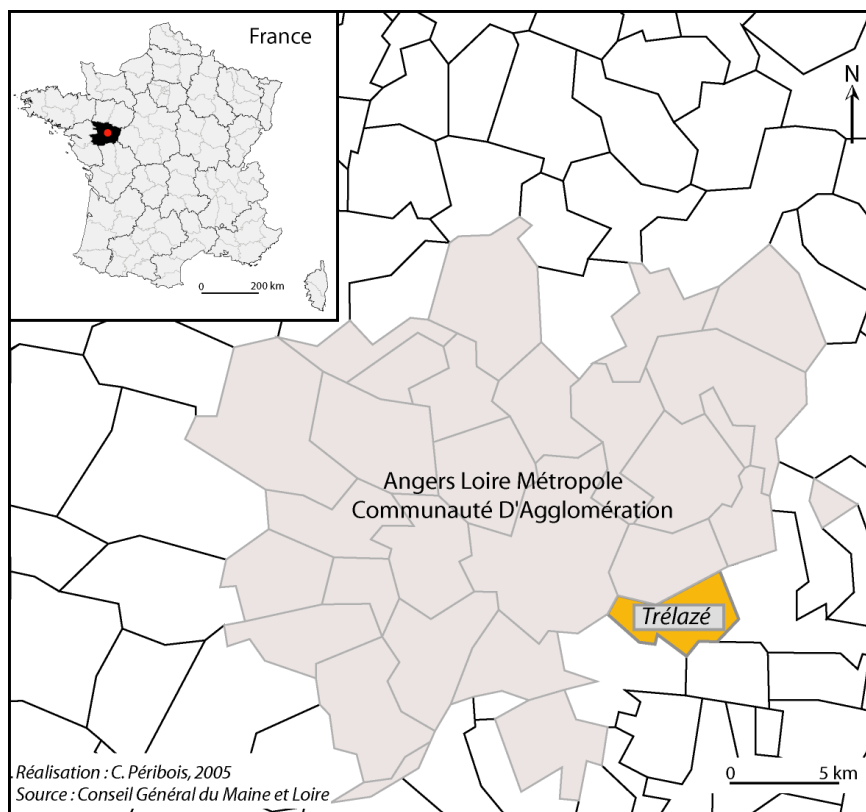 France
0 200 km
N
Angers Loire Métropole
Communauté D'Agglomération
Trélazé
Réalisation : C. Péribois, 2005
Source : Conseil Général du Maine et Loire
0 5 km